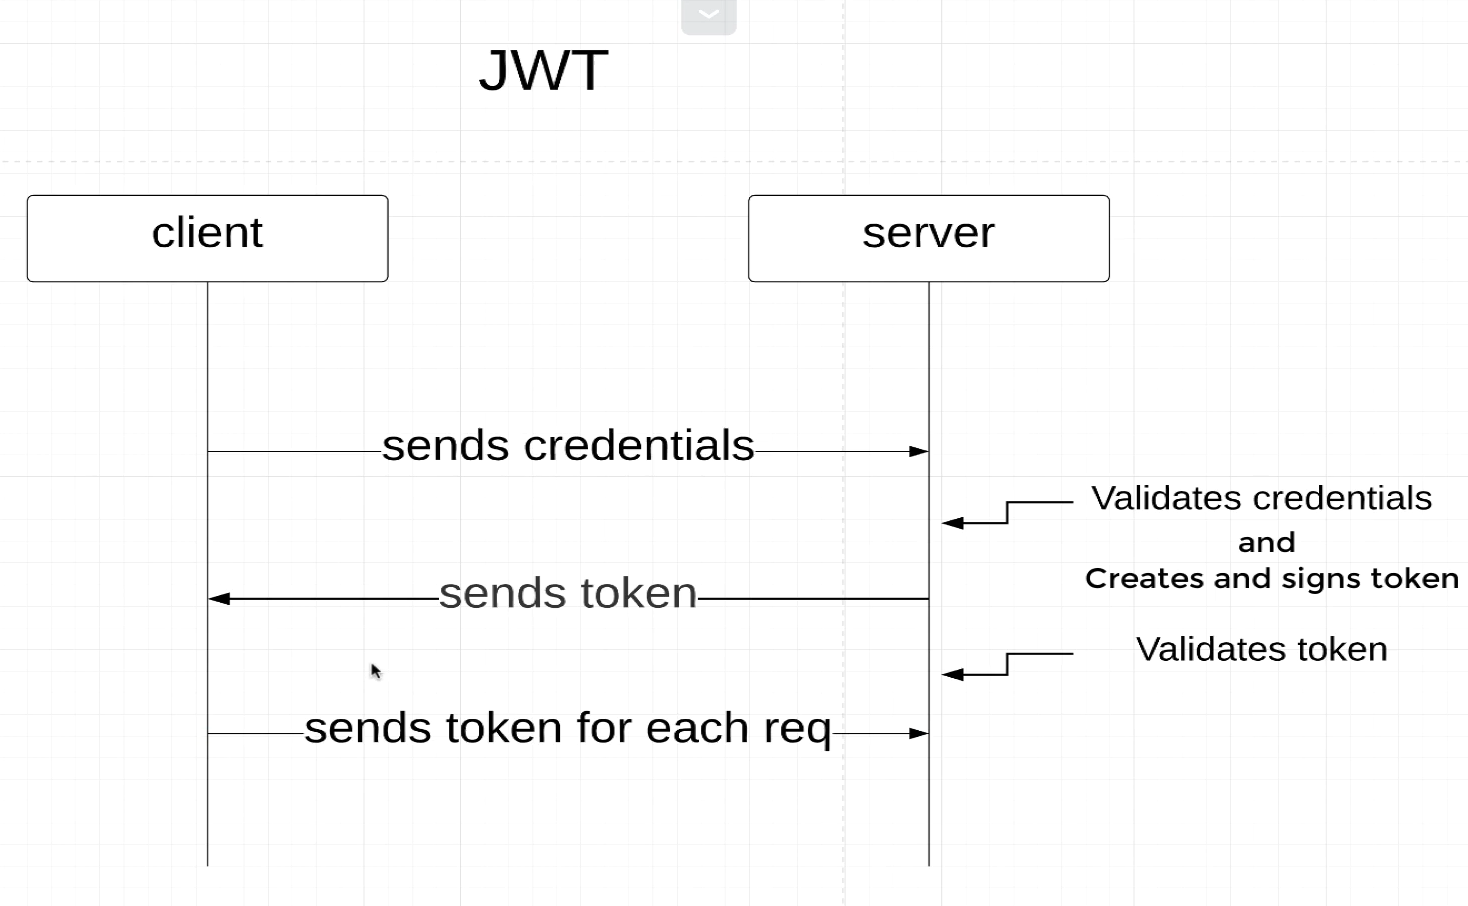 JWT
client
server
sends credentials
Validates credentials
and
Creates and signs token
sends token
Validates token
sends token for each req